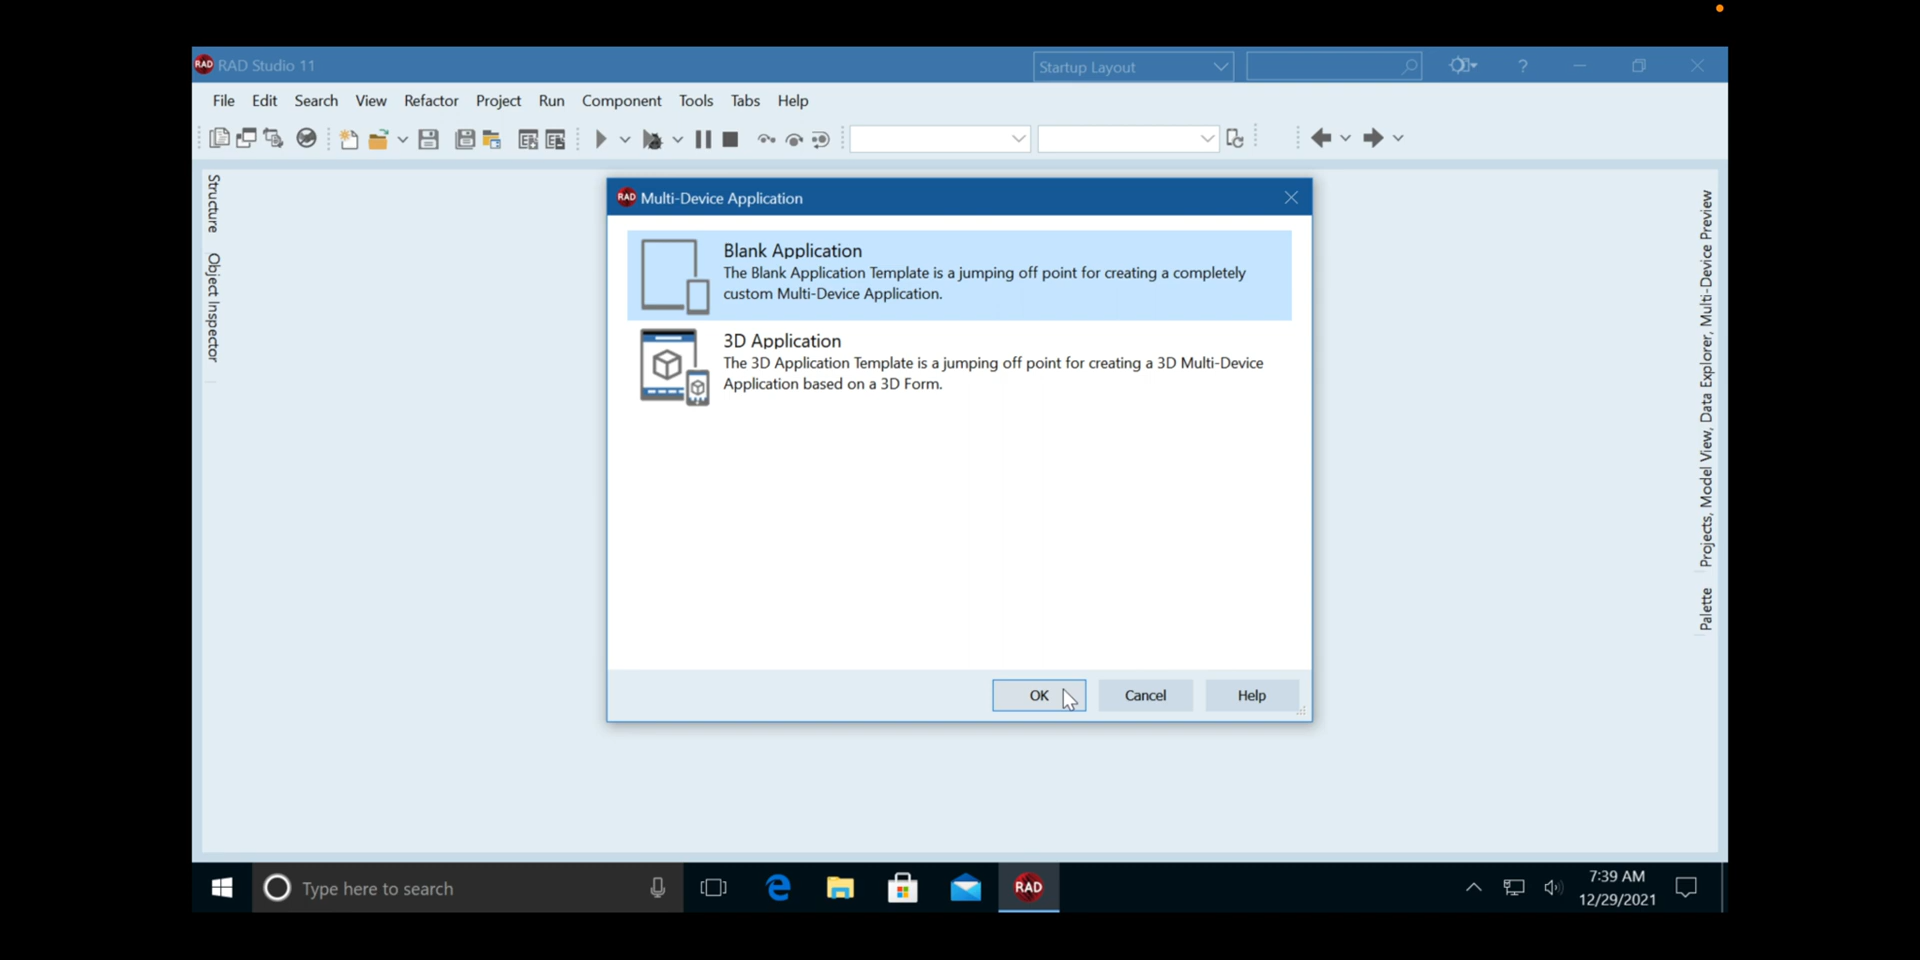 RAD RAD Studio 11
Startup Layout
?
File Edit Search View Refactor Project Run Component Tools Tabs Help
Structure
Object Inspector
RAD Multi-Device Application
Blank Application
The Blank Application Template is a jumping off point for creating a completely
custom Multi-Device Application.
3D Application
The 3D Application Template is a jumping off point for creating a 3D Multi-Device
Application based on a 3D Form.
OK Cancel Help
Projects, Model View, Data Explorer, Multi-Device Preview
Palette
Type here to search
RAD
7:39 AM
12/29/2021